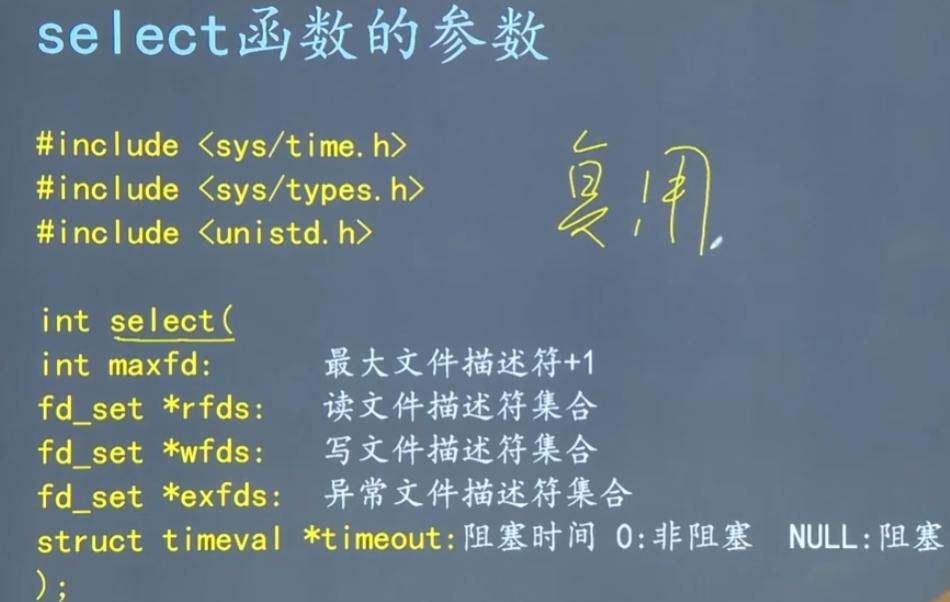 select函数的参数
#include <sys/time.h>
#include <sys/types.h>
#include <unistd.h>
复用
int select(
int maxfd: 最大文件描述符+1
fd_set *rfds: 读文件描述符集合
fd_set *wfds: 写文件描述符集合
fd_set *exfds: 异常文件描述符集合
struct timeval *timeout:阻塞时间 0:非阻塞 NULL:阻塞
);